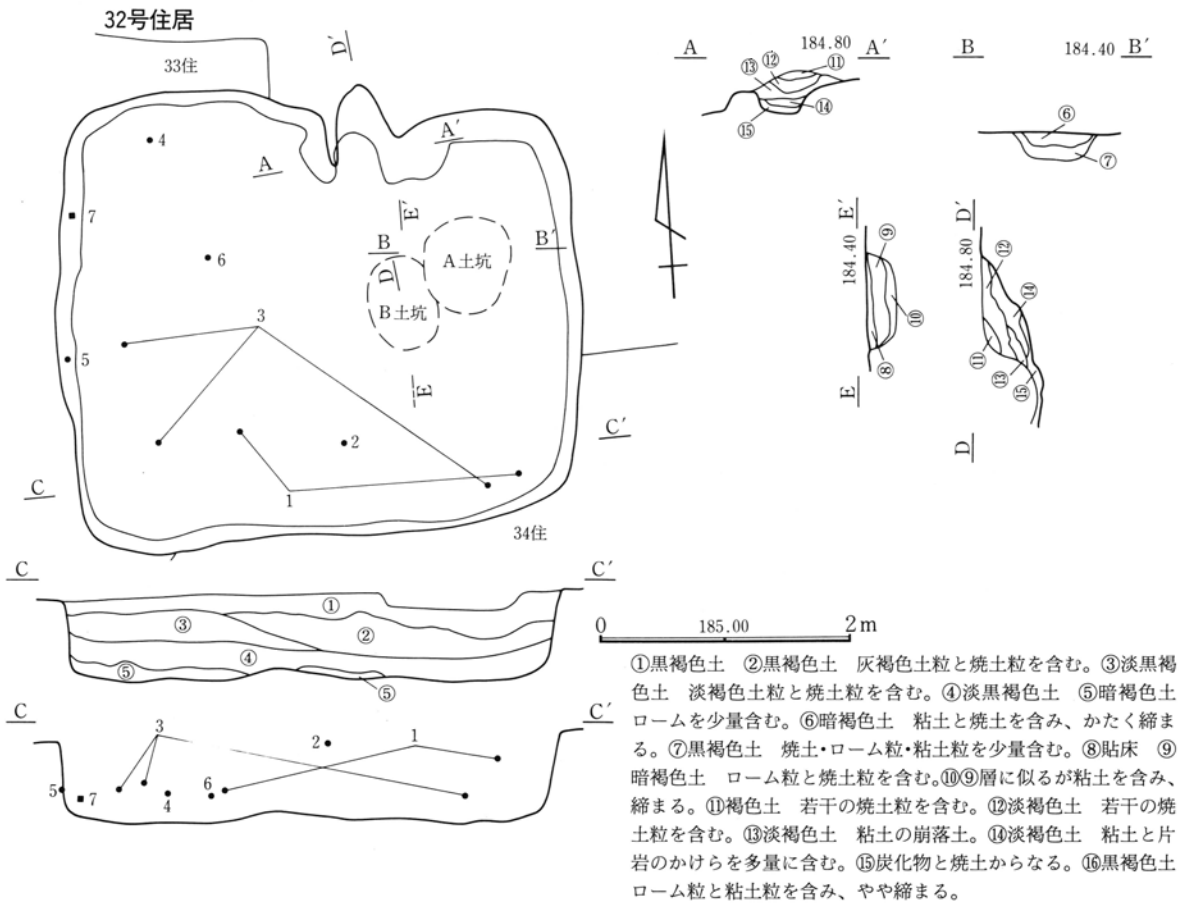 32号住居
33住
D′
4
A
A′
7
E′
B
B′
6
A土坑
D
B土坑
3
5
E
2
C′
C
1
34住
A
184.80
A′
⑬
⑫
⑪
⑭
⑮
B
184.40
B′
⑥
⑦
E′
184.40
⑨
⑩
⑧
E
D′
184.80
⑫
⑭
⑪
⑬
⑮
D
C
C′
①
③
②
④
⑤
⑤
C
C′
3
2
1
5
7
4
6
0
185.00
2m
①黒褐色土 ②黒褐色土 灰褐色土粒と焼土粒を含む。③淡黒褐
色土 淡褐色土粒と焼土粒を含む。④淡黒褐色土 ⑤暗褐色土
ロームを少量含む。⑥暗褐色土 粘土と焼土を含み、かたく締ま
る。⑦黒褐色土 焼土・ローム粒・粘土粒を少量含む。⑧貼床 ⑨
暗褐色土 ローム粒と焼土粒を含む。⑩⑨層に似るが粘土を含み、
締まる。⑪褐色土 若干の焼土粒を含む。⑫淡褐色土 若干の焼
土粒を含む。⑬淡褐色土 粘土の崩落土。⑭淡褐色土 粘土と片
岩のかけらを多量に含む。⑮炭化物と焼土からなる。⑯黒褐色土
ローム粒と粘土粒を含み、やや締まる。